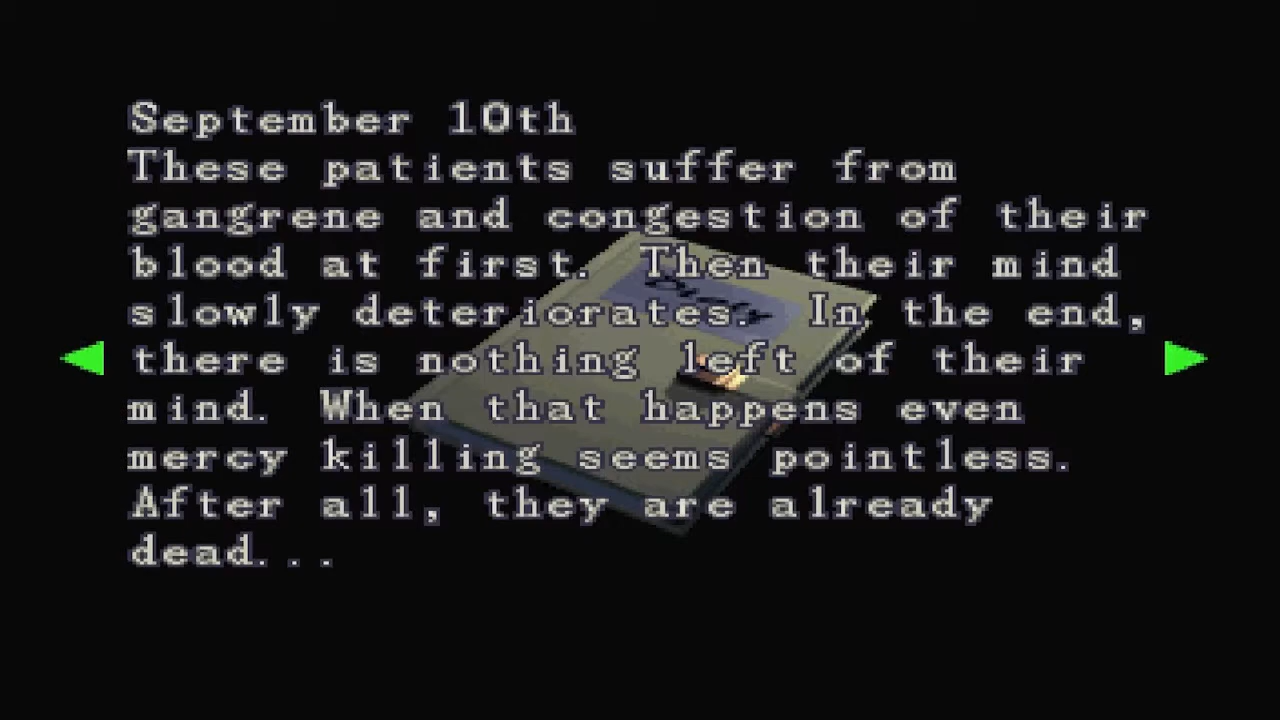 September 10th
These patients suffer from
gangrene and congestion of their
blood at first. Then their mind
slowly deteriorates. In the end,
there is nothing left of their
mind. When that happens even
mercy killing seems pointless.
After all, they are already
dead...
Diary